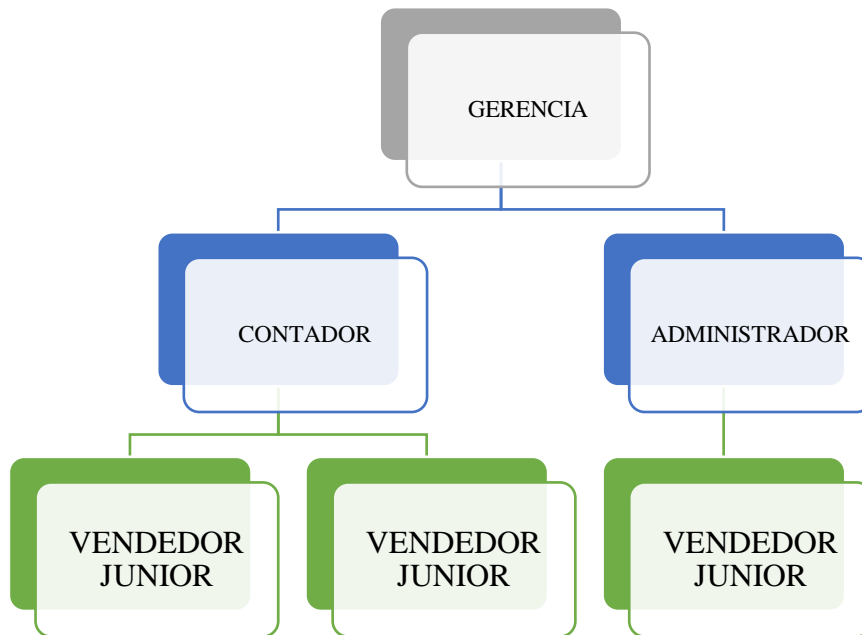 GERENCIA
CONTADOR
ADMINISTRADOR
VENDEDOR
JUNIOR
VENDEDOR
JUNIOR
VENDEDOR
JUNIOR